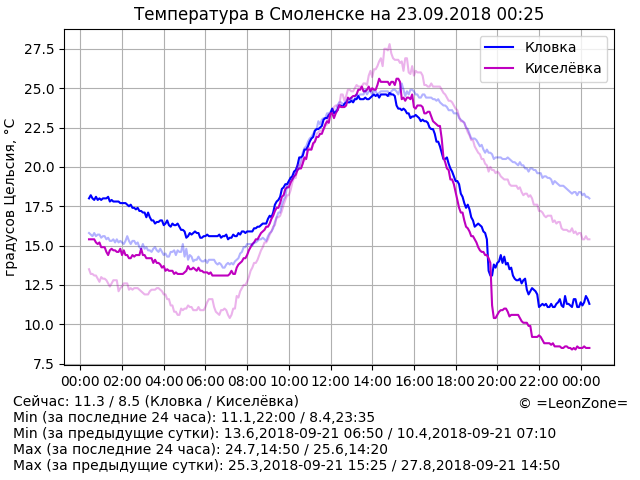 Температура в Смоленске на 23.09.2018 00:25
27.5
25.0
22.5
20.0
17.5
15.0
12.5
10.0
7.5
градусов Цельсия, °C
Кловка
Киселёвка
00:00 02:00 04:00 06:00 08:00 10:00 12:00 14:00 16:00 18:00 20:00 22:00 00:00
Сейчас: 11.3 / 8.5 (Кловка / Киселёвка)
© =LeonZone=
Min (за последние 24 часа): 11.1,22:00 / 8.4,23:35
Min (за предыдущие сутки): 13.6,2018-09-21 06:50 / 10.4,2018-09-21 07:10
Max (за последние 24 часа): 24.7,14:50 / 25.6,14:20
Max (за предыдущие сутки): 25.3,2018-09-21 15:25 / 27.8,2018-09-21 14:50